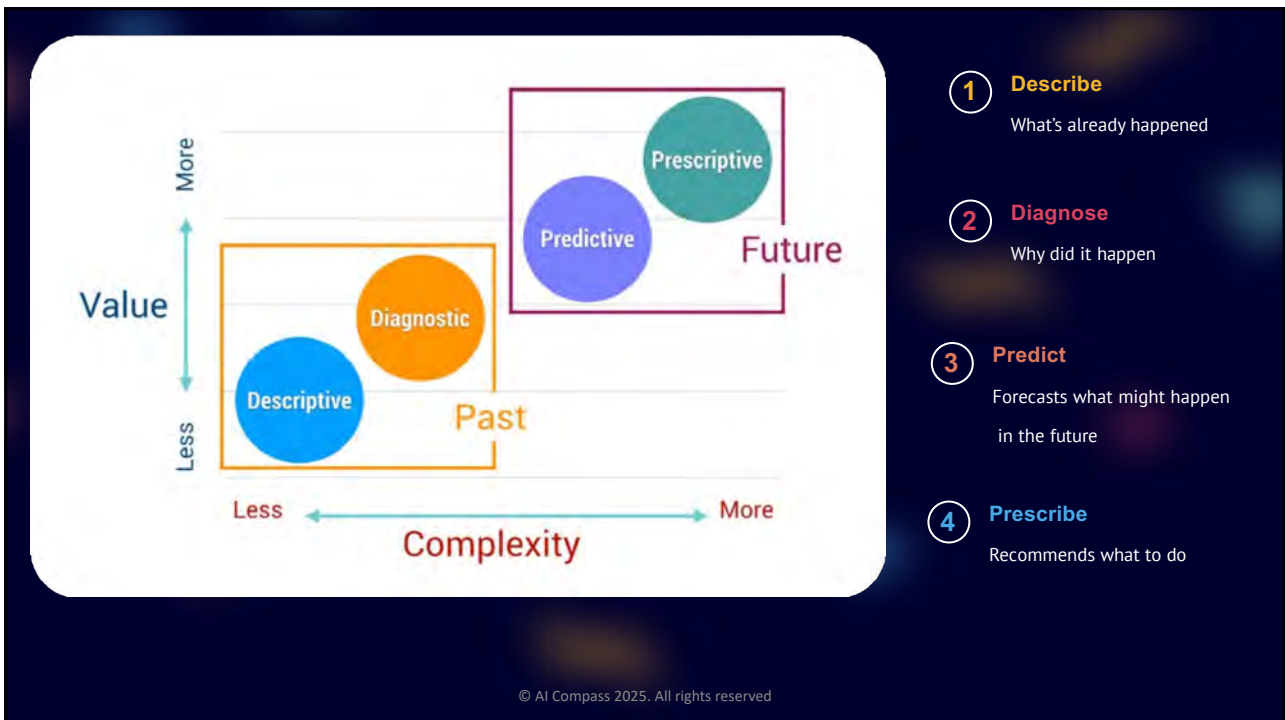 More
Value
Less
Prescriptive
Predictive
Future
Diagnostic
Descriptive
Past
Less
More
Complexity
1
Describe
What’s already happened
2
Diagnose
Why did it happen
3
Predict
Forecasts what might happen
in the future
4
Prescribe
Recommends what to do
© AI Compass 2025. All rights reserved